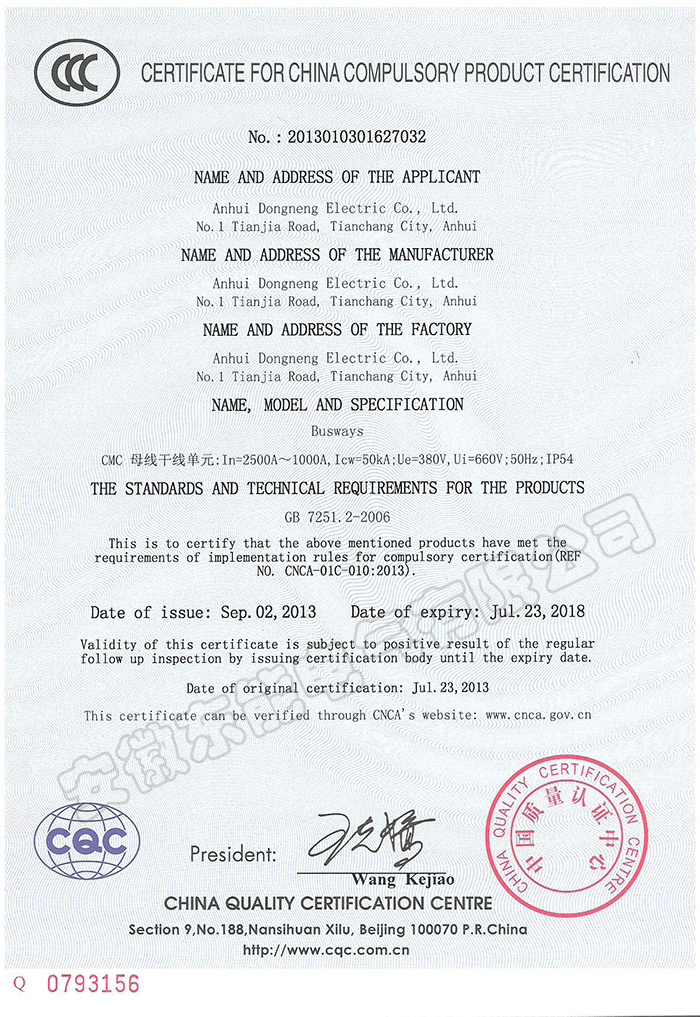 CERTIFICATE FOR CHINA COMPULSORY PRODUCT CERTIFICATION
No.: 2013010301627032
NAME AND ADDRESS OF THE APPLICANT
Anhui Dongneng Electric Co., Ltd.
No.1 Tianjia Road, Tianchang City, Anhui
NAME AND ADDRESS OF THE MANUFACTURER
Anhui Dongneng Electric Co., Ltd.
No.1 Tianjia Road, Tianchang City, Anhui
NAME AND ADDRESS OF THE FACTORY
Anhui Dongneng Electric Co., Ltd.
No.1 Tianjia Road, Tianchang City, Anhui
NAME, MODEL AND SPECIFICATION
Busways
CMC 母线干线单元:In=2500A~1000A,Icw=50kA;Ue=380V,Ui=660V;50Hz;IP54
THE STANDARDS AND TECHNICAL REQUIREMENTS FOR THE PRODUCTS
GB 7251.2-2006
This is to certify that the above mentioned products have met the
requirements of implementation rules for compulsory certification(REF
NO. CNCA-01C-010:2013).
Date of issue: Sep.02,2013 Date of expiry: Jul.23,2018
Validity of this certificate is subject to positive result of the regular
follow up inspection by issuing certification body until the expiry date.
Date of original certification: Jul.23,2013
This certificate can be verified through CNCA's website: www.cnca.gov.cn
安徽东能电气有限公司
CQC
President:
Wang Kejiao
CHINA QUALITY CERTIFICATION CENTRE
中国质量认证中心
CHINA QUALITY CERTIFICATION CENTRE
Section 9,No.188,Nansihuan Xilu, Beijing 100070 P.R.China
http://www.cqc.com.cn
Q 0793156